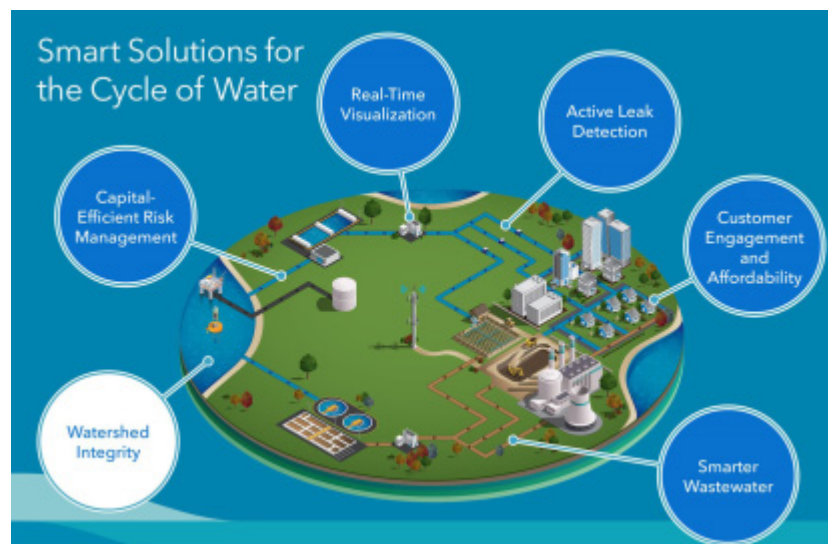 Smart Solutions for
the Cycle of Water
Real-Time
Visualization
Active Leak
Detection
Capital-
Efficient Risk
Management
Customer
Engagement
and
Affordability
Watershed
Integrity
Smarter
Wastewater